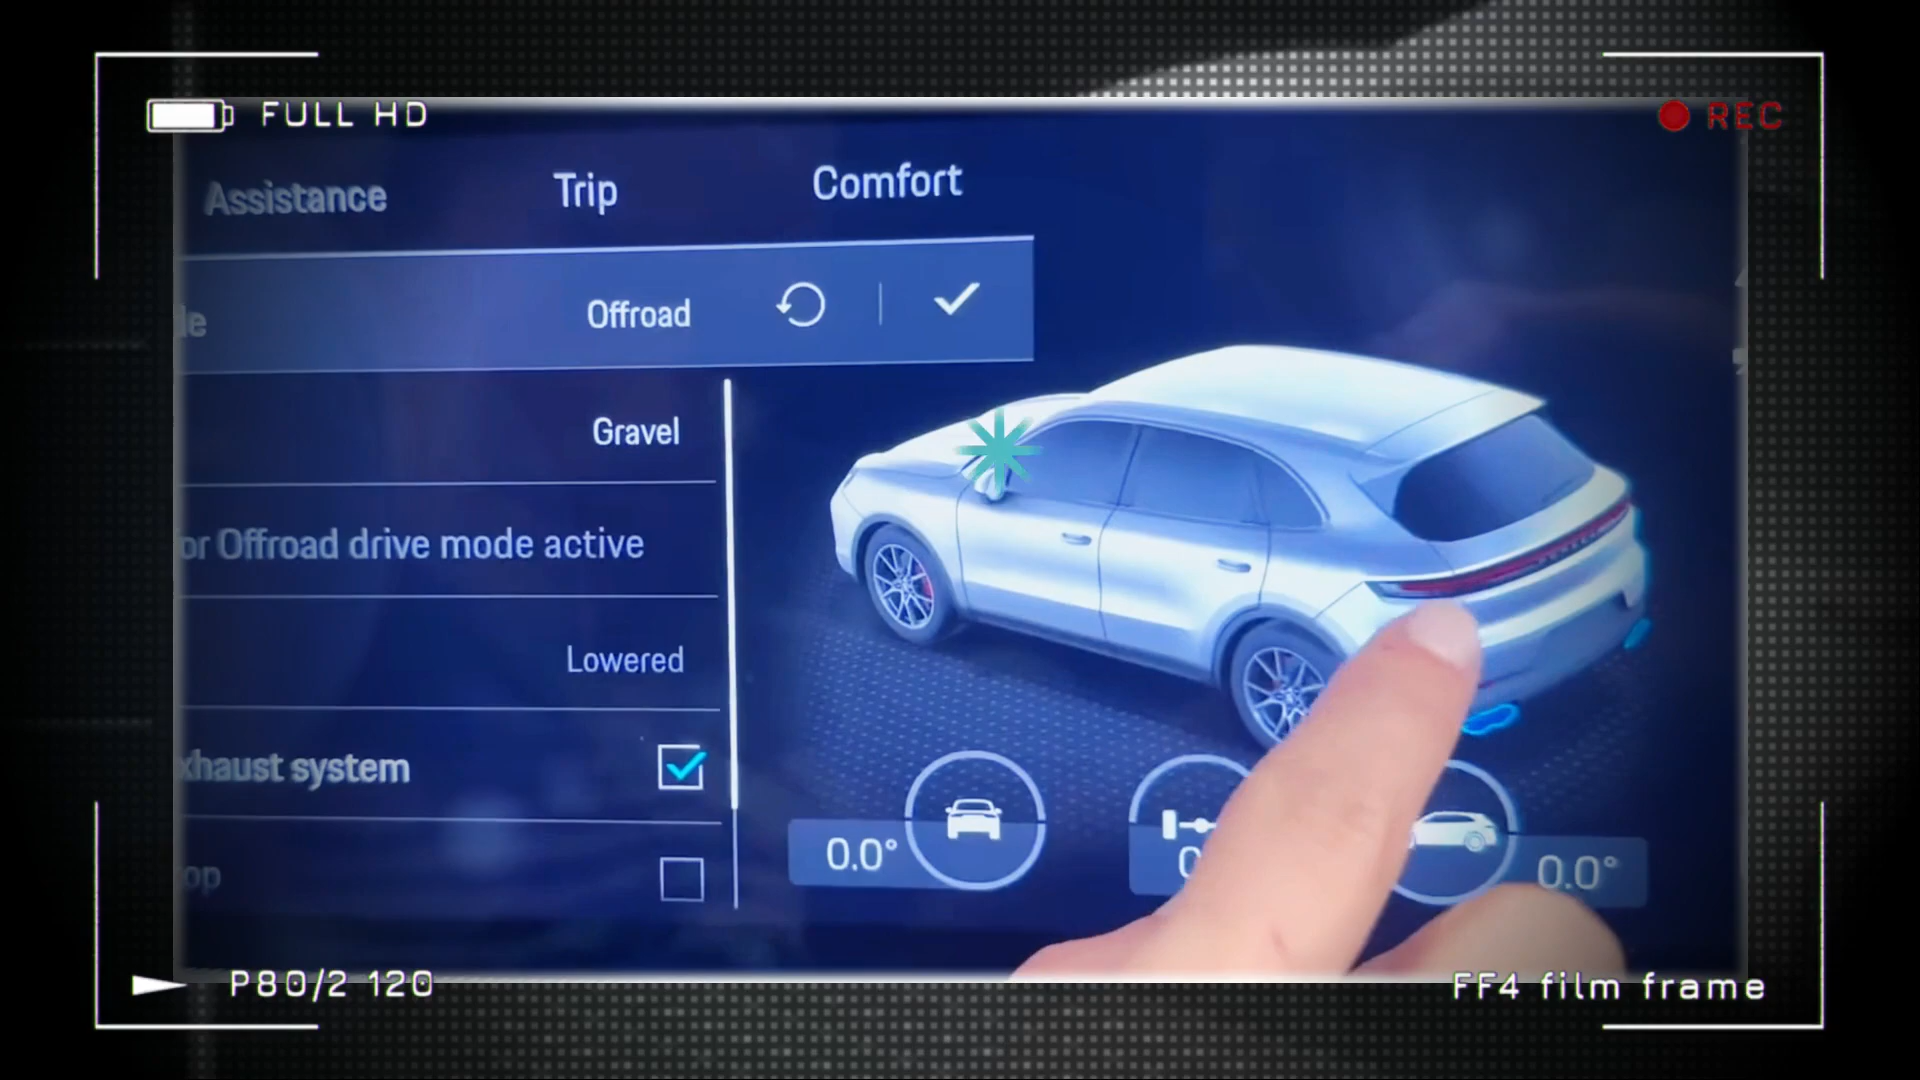 FULL HD
REC
Assistance Trip Comfort
Offroad
Gravel
or Offroad drive mode active
Lowered
xhaust system
op
0.0°
0.0°
P80/2 120
FF4 film frame